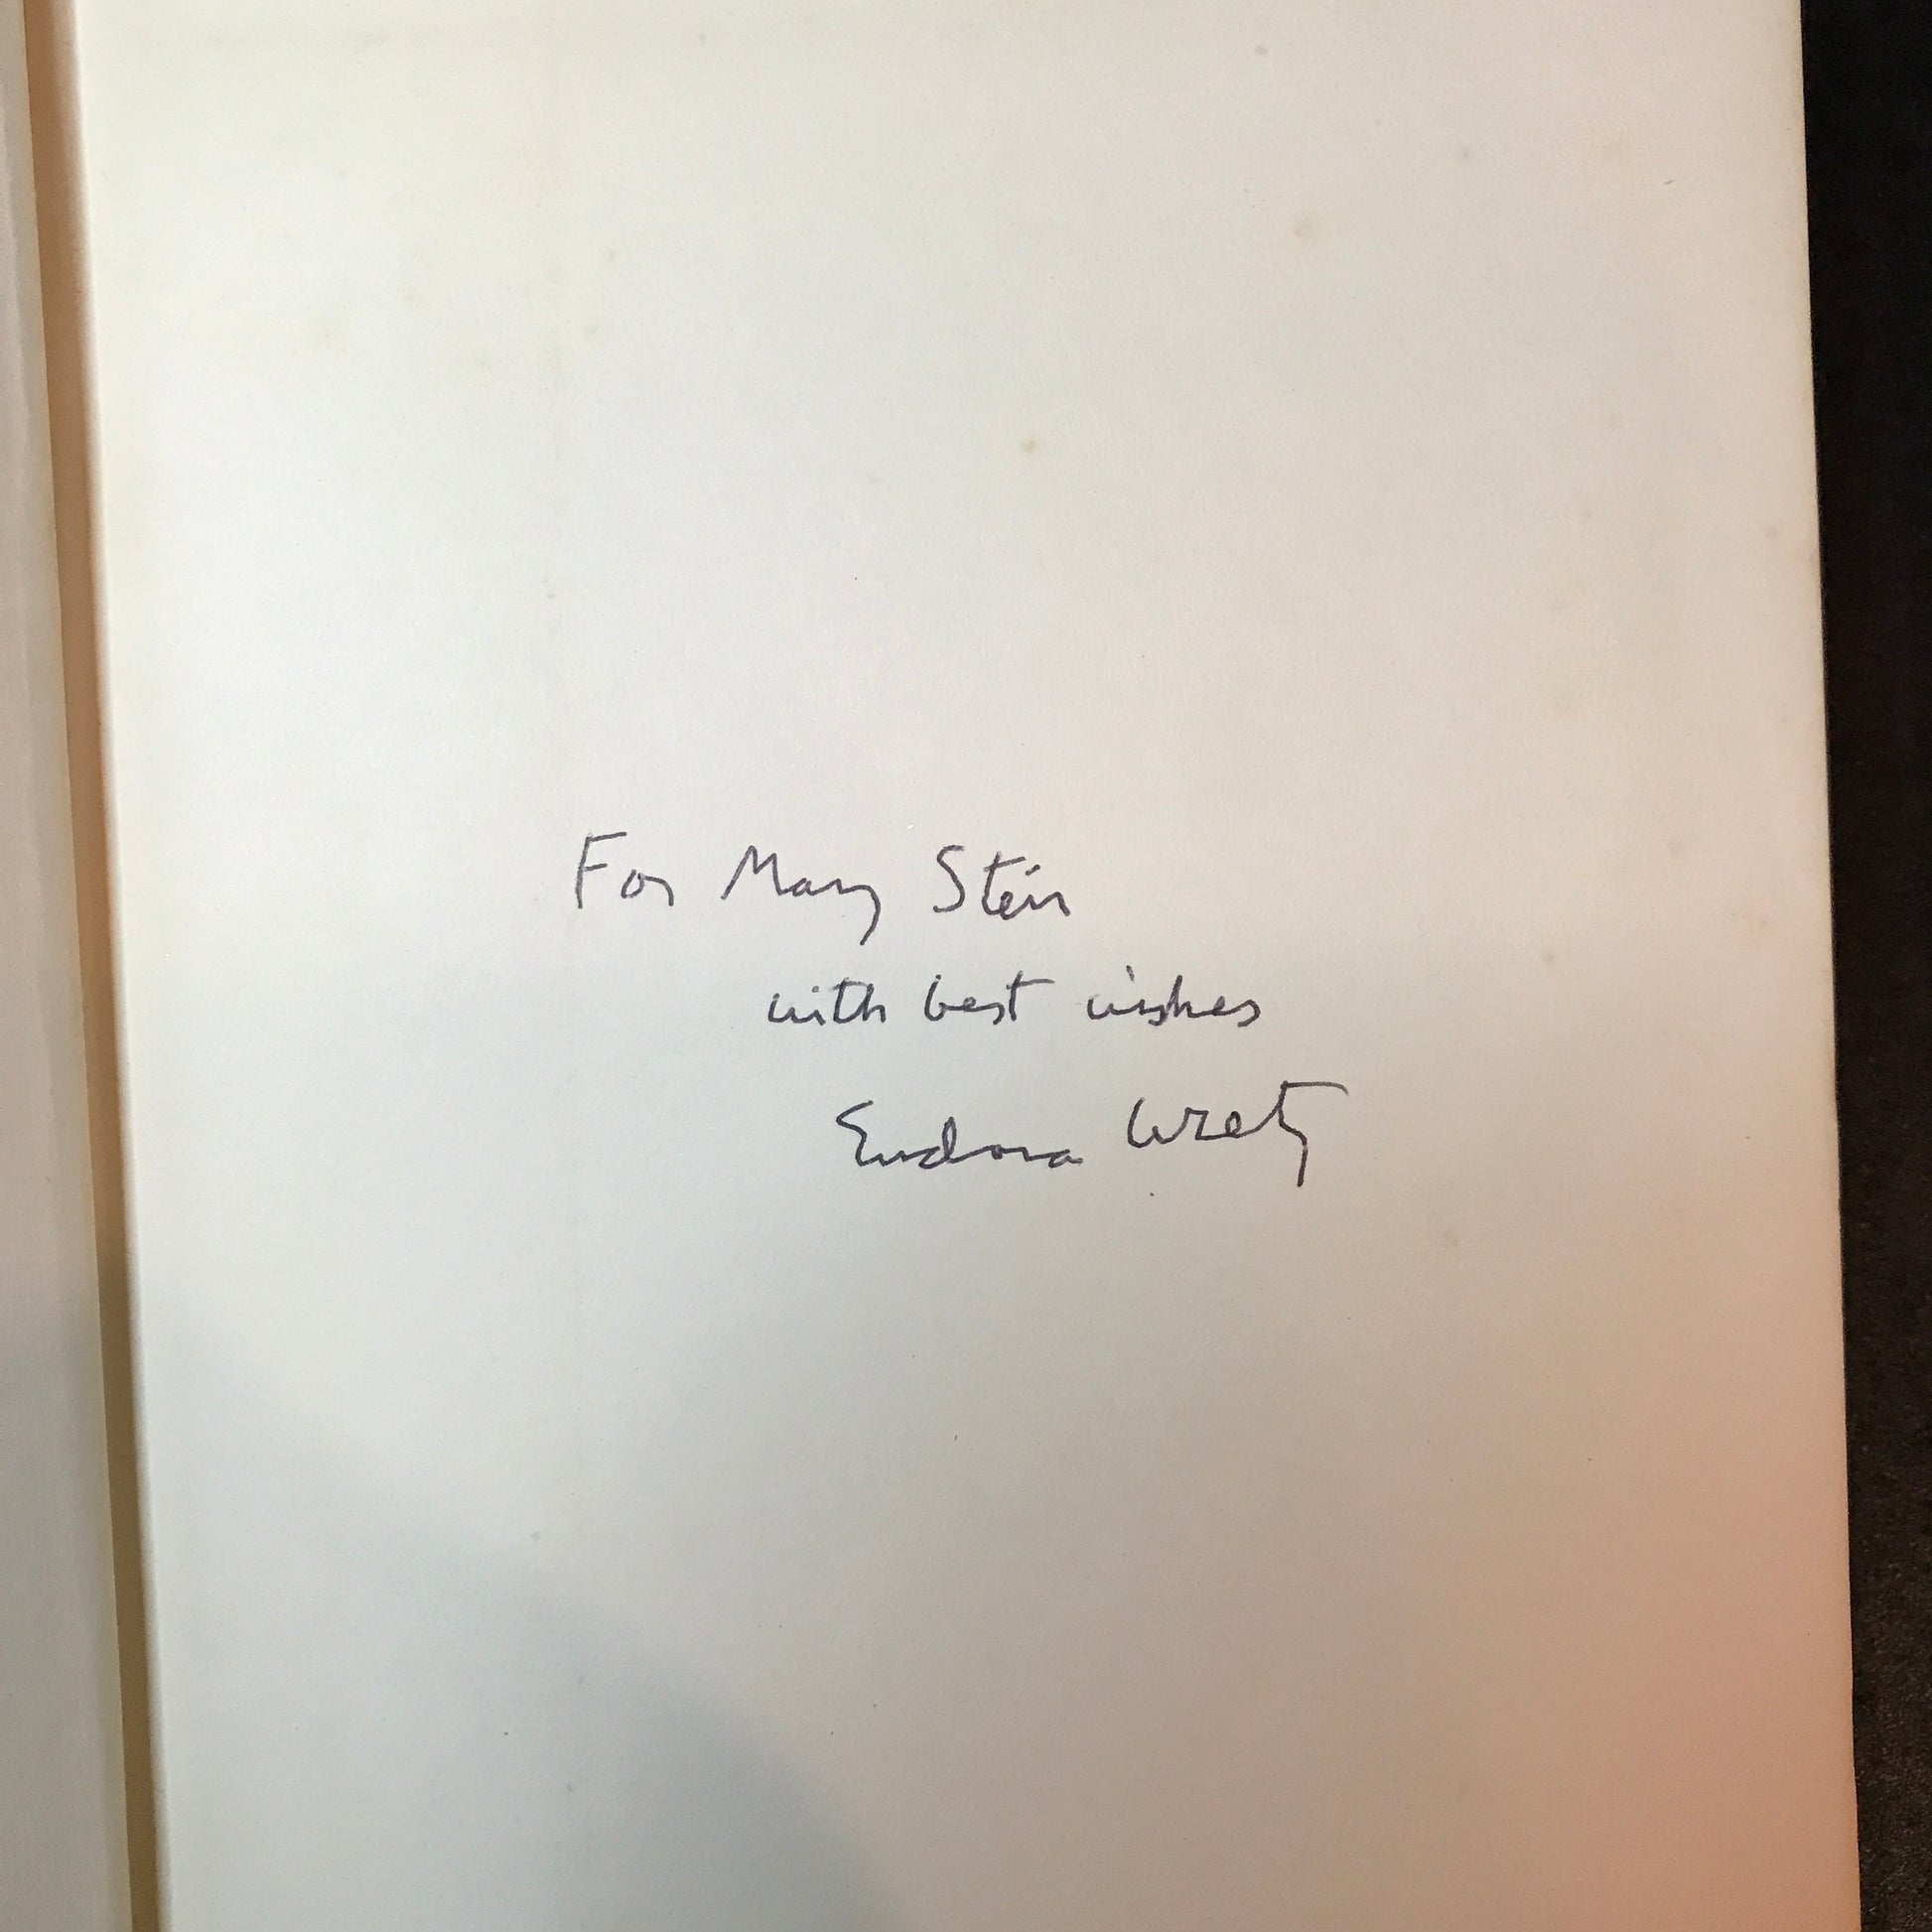 For Mary Stein
with best wishes
Eudora Welty